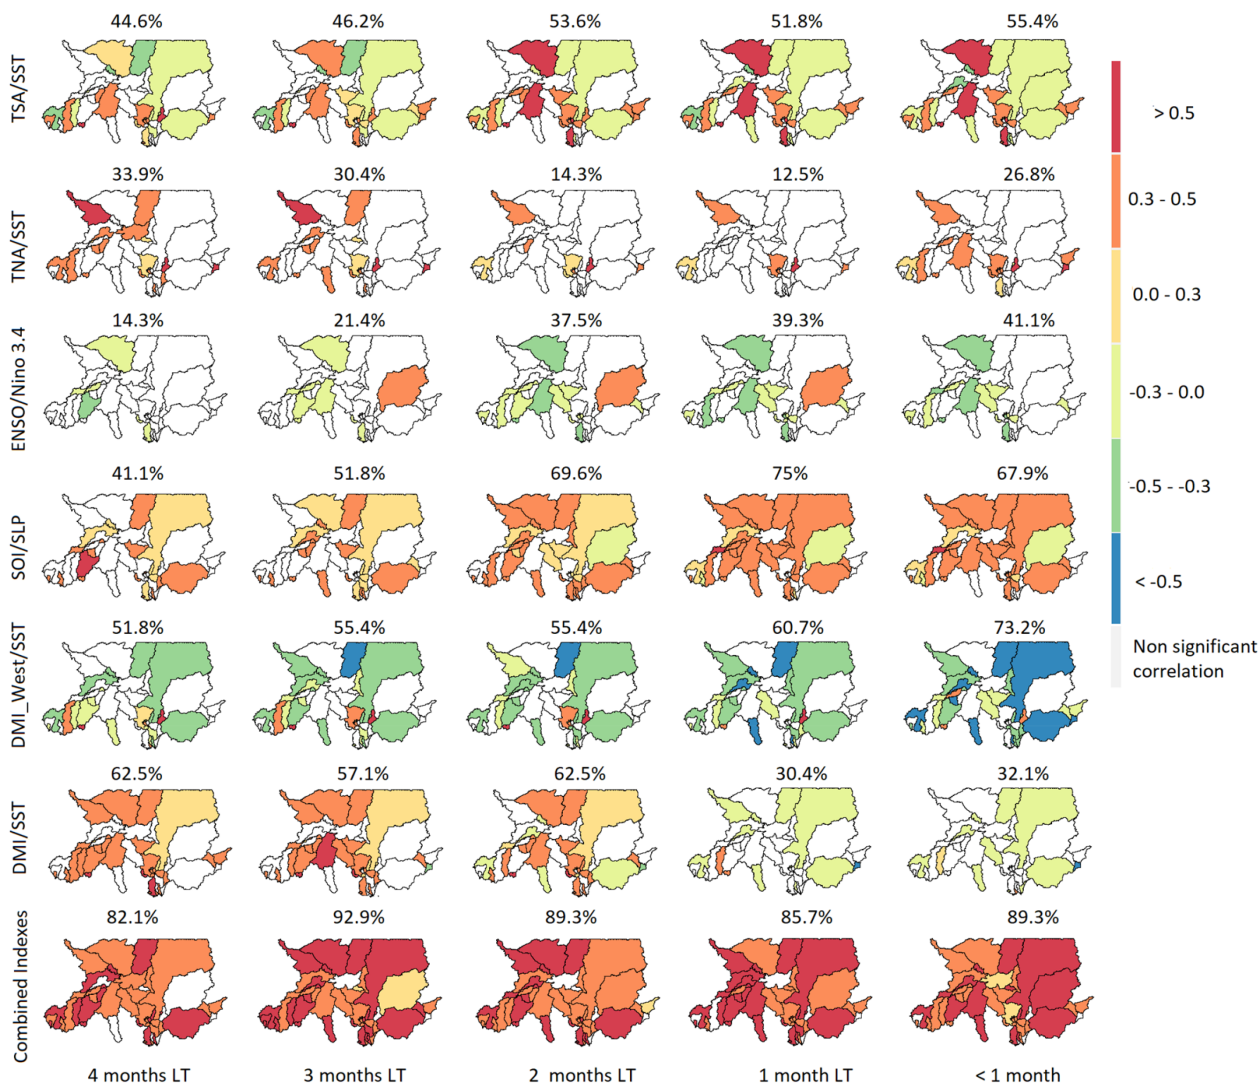 44.6% 46.2% 53.6% 51.8% 55.4%
TSA/SST
> 0.5
33.9% 30.4% 14.3% 12.5% 26.8%
TNA/SST
0.3 - 0.5
0.0 - 0.3
14.3% 21.4% 37.5% 39.3% 41.1%
ENSO/Nino 3.4
-0.3 - 0.0
41.1% 51.8% 69.6% 75% 67.9%
SOI/SLP
-0.5 - -0.3
< -0.5
51.8% 55.4% 55.4% 60.7% 73.2%
DMI_West/SST
Non significant
correlation
62.5% 57.1% 62.5% 30.4% 32.1%
DMI/SST
82.1% 92.9% 89.3% 85.7% 89.3%
Combined Indexes
4 months LT 3 months LT 2 months LT 1 month LT < 1 month